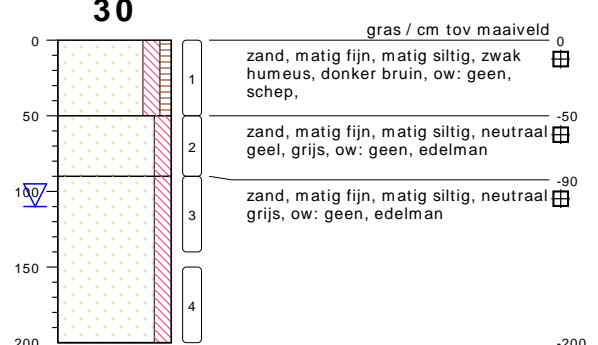 30
gras / cm tov maaiveld
0
0
zand, matig fijn, matig siltig, zwak
humeus, donker bruin, ow: geen,
schep,
1
50
-50
zand, matig fijn, matig siltig, neutraal
geel, grijs, ow: geen, edelman
2
-90
100
zand, matig fijn, matig siltig, neutraal
grijs, ow: geen, edelman
3
150
4
200
-200